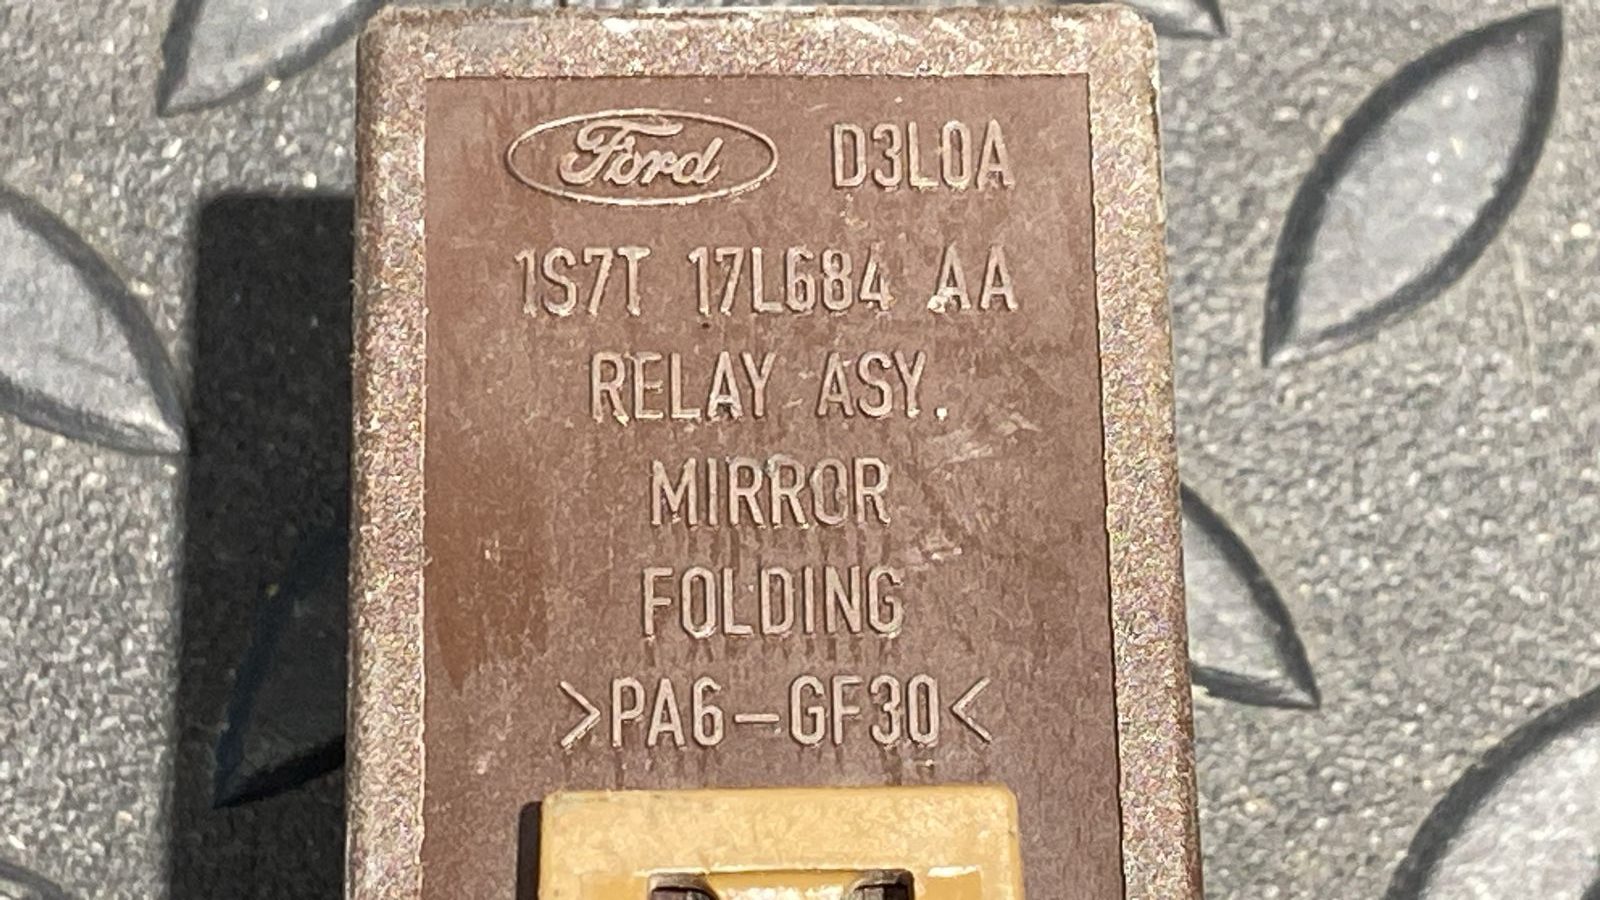 Ford D3L0A
1S7T 17L684 AA
RELAY ASY.
MIRROR
FOLDING
>PA6-GF30<